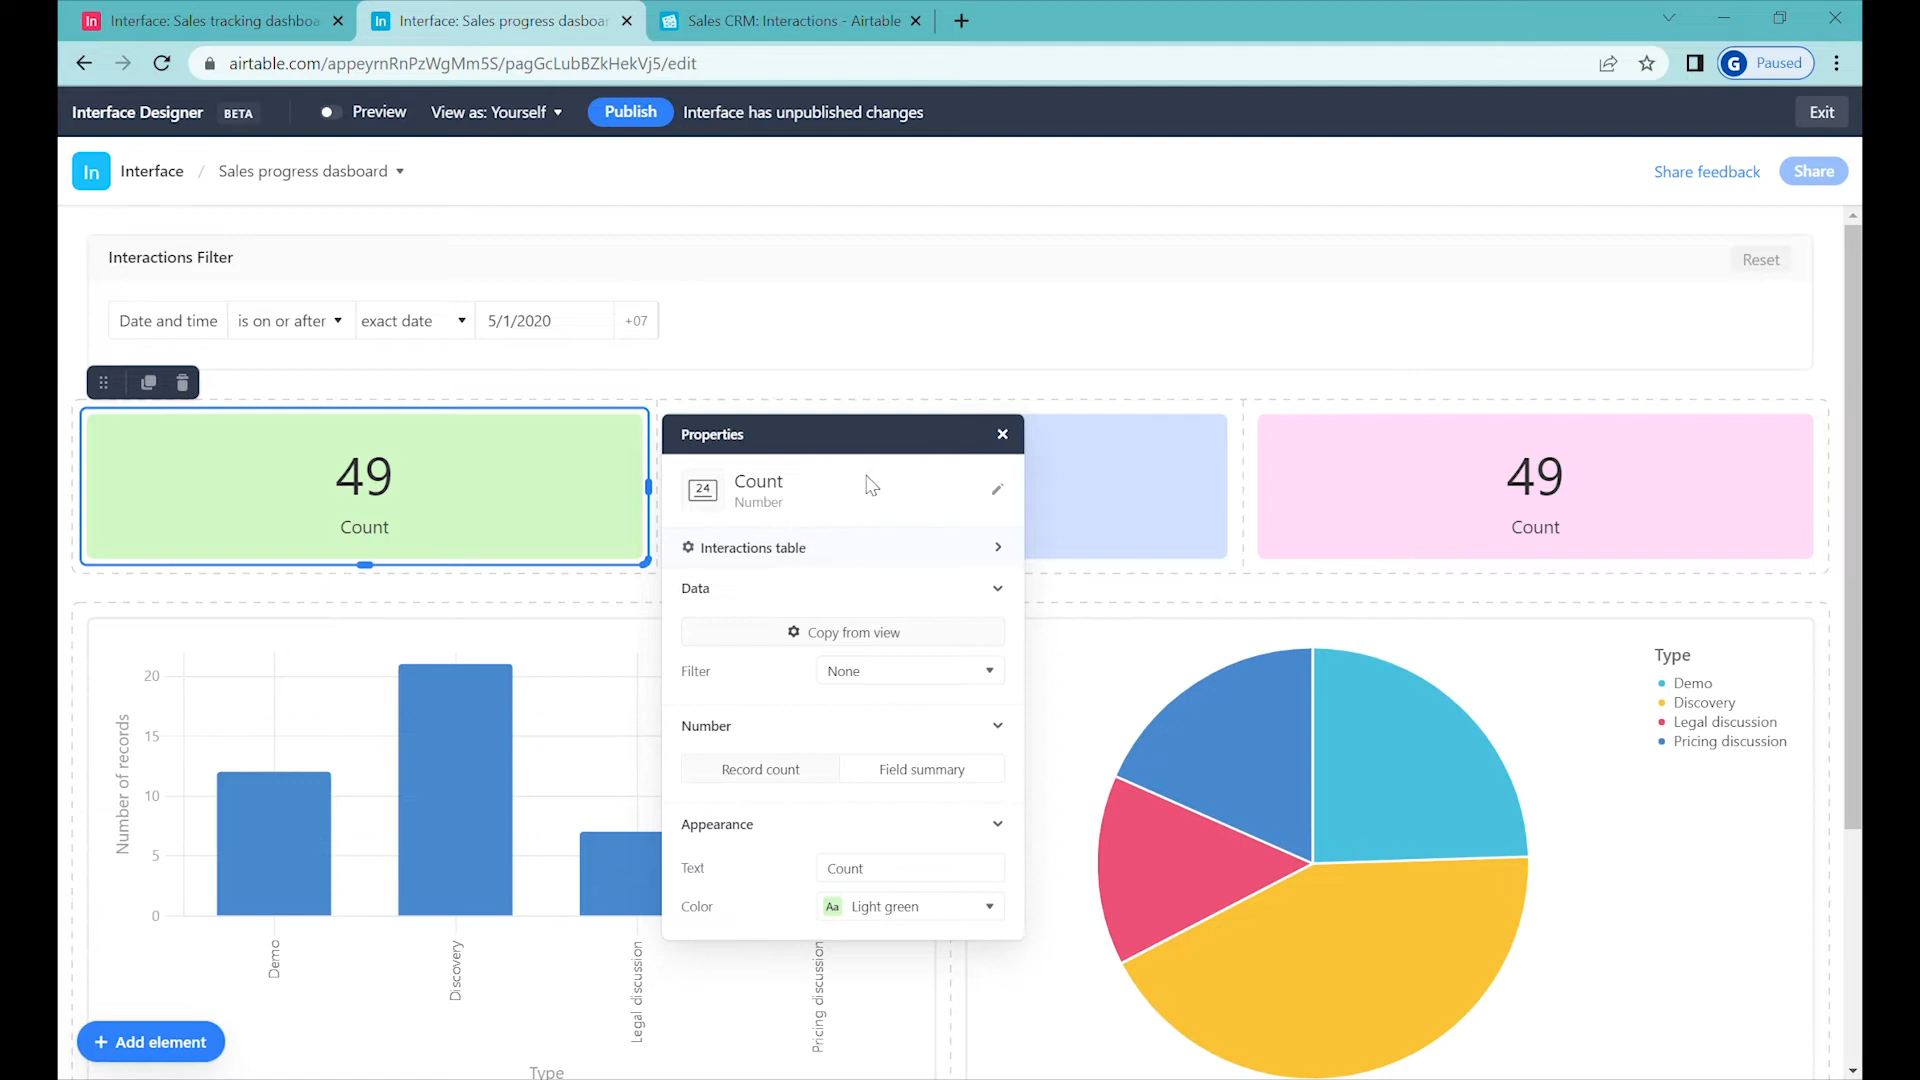 In Interface: Sales tracking dashboa
In Interface: Sales progress dasboar
Sales CRM: Interactions - Airtable
airtable.com/appeyrnRnPzWgMm5S/pagGcLubBZkHekVj5/edit
G Paused
Interface Designer BETA Preview View as: Yourself Publish Interface has unpublished changes Exit
In Interface / Sales progress dasboard Share feedback Share
Interactions Filter Reset
Date and time is on or after exact date 5/1/2020 +07
49
Count
Properties
24 Count
Number
Interactions table
Data
Copy from view
Filter None
Number
Record count Field summary
Appearance
Text Count
Color Aa Light green
49
Count
Number of records
20
15
10
5
0
Demo
Discovery
Legal discussion
Pricing discussion
Type
Type
Demo
Discovery
Legal discussion
Pricing discussion
+ Add element